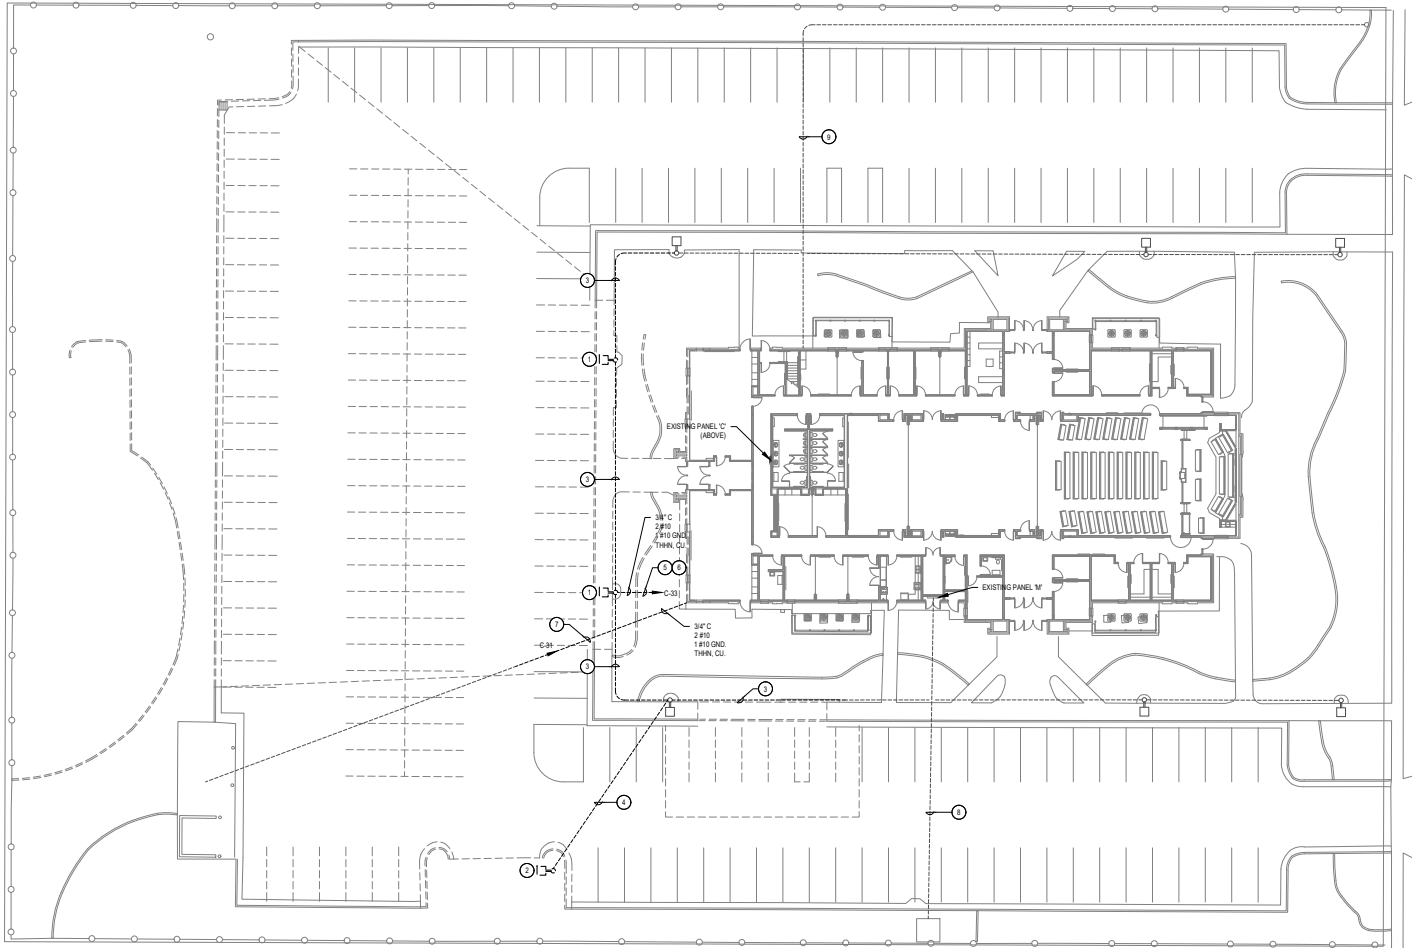 9
3
1
EXISTING PANEL 'C'
(ABOVE)
3
3/4" C
2 #10
1 #10 GND.
THHN, CU.
5 6
1
C-33
EXISTING PANEL 'M'
7
3/4" C
2 #10
1 #10 GND.
THHN, CU.
C-31
3
3
4
8
2